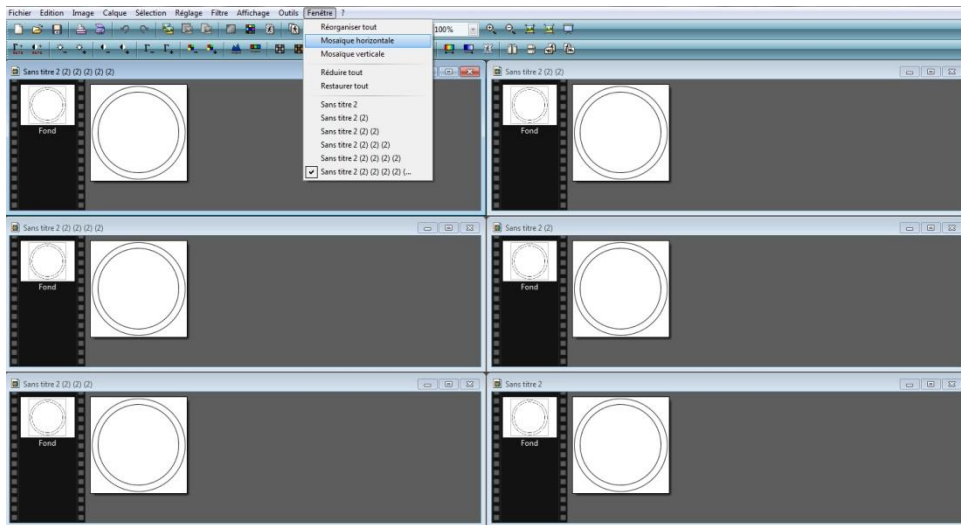 Fichier Edition Image Calque Sélection Réglage Filtre Affichage Outils Fenêtre ?
100%
Réorganiser tout
Mosaïque horizontale
Mosaïque verticale
Réduire tout
Restaurer tout
Sans titre 2
Sans titre 2 (2)
Sans titre 2 (2) (2)
Sans titre 2 (2) (2) (2)
Sans titre 2 (2) (2) (2) (2)
Sans titre 2 (2) (2) (2) (2) (...
Sans titre 2 (2) (2) (2) (2) (2)
Fond
Sans titre 2 (2) (2)
Fond
Sans titre 2 (2) (2) (2) (2)
Fond
Sans titre 2 (2)
Fond
Sans titre 2 (2) (2) (2)
Fond
Sans titre 2
Fond